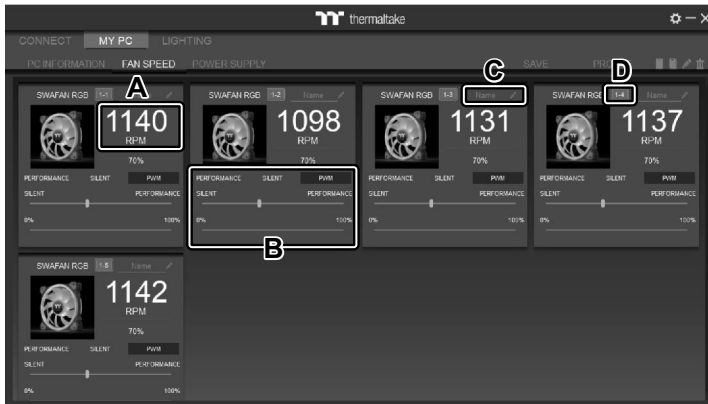 thermaltake
CONNECT MY PC LIGHTING
PC INFORMATION FAN SPEED POWER SUPPLY SAVE PRO
A C D
SWAFAN RGB 1-1 SWAFAN RGB 1-2 Name SWAFAN RGB 1-3 Name SWAFAN RGB 1-4 Name
1140 1098 1131 1137
RPM RPM RPM RPM
70% 70% 70% 70%
PERFORMANCE SILENT PWM PERFORMANCE SILENT PWM PERFORMANCE SILENT PWM PERFORMANCE SILENT PWM
SILENT PERFORMANCE SILENT PERFORMANCE SILENT PERFORMANCE SILENT PERFORMANCE
0% 100% 0% 100% 0% 100% 0% 100%
B
SWAFAN RGB 1-5 Name
1142
RPM
70%
PERFORMANCE SILENT PWM
SILENT PERFORMANCE
0% 100%